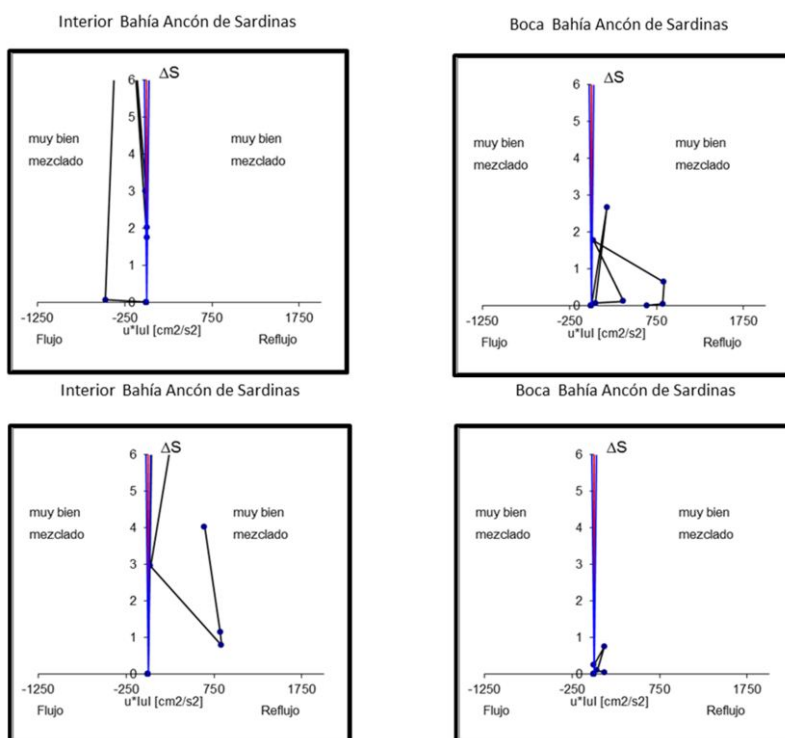 Interior Bahía Ancón de Sardinas
ΔS
6
5
muy bien
mezclado
muy bien
mezclado
4
3
2
1
0
-1250 -250 750 1750
Flujo u*IuI [cm2/s2] Reflujo
Boca Bahía Ancón de Sardinas
ΔS
6
5
muy bien
mezclado
muy bien
mezclado
4
3
2
1
0
-1250 -250 750 1750
Flujo u*IuI [cm2/s2] Reflujo
Interior Bahía Ancón de Sardinas
ΔS
6
5
muy bien
mezclado
muy bien
mezclado
4
3
2
1
0
-1250 -250 750 1750
Flujo u*IuI [cm2/s2] Reflujo
Boca Bahía Ancón de Sardinas
ΔS
6
5
muy bien
mezclado
muy bien
mezclado
4
3
2
1
0
-1250 -250 750 1750
Flujo u*IuI [cm2/s2] Reflujo